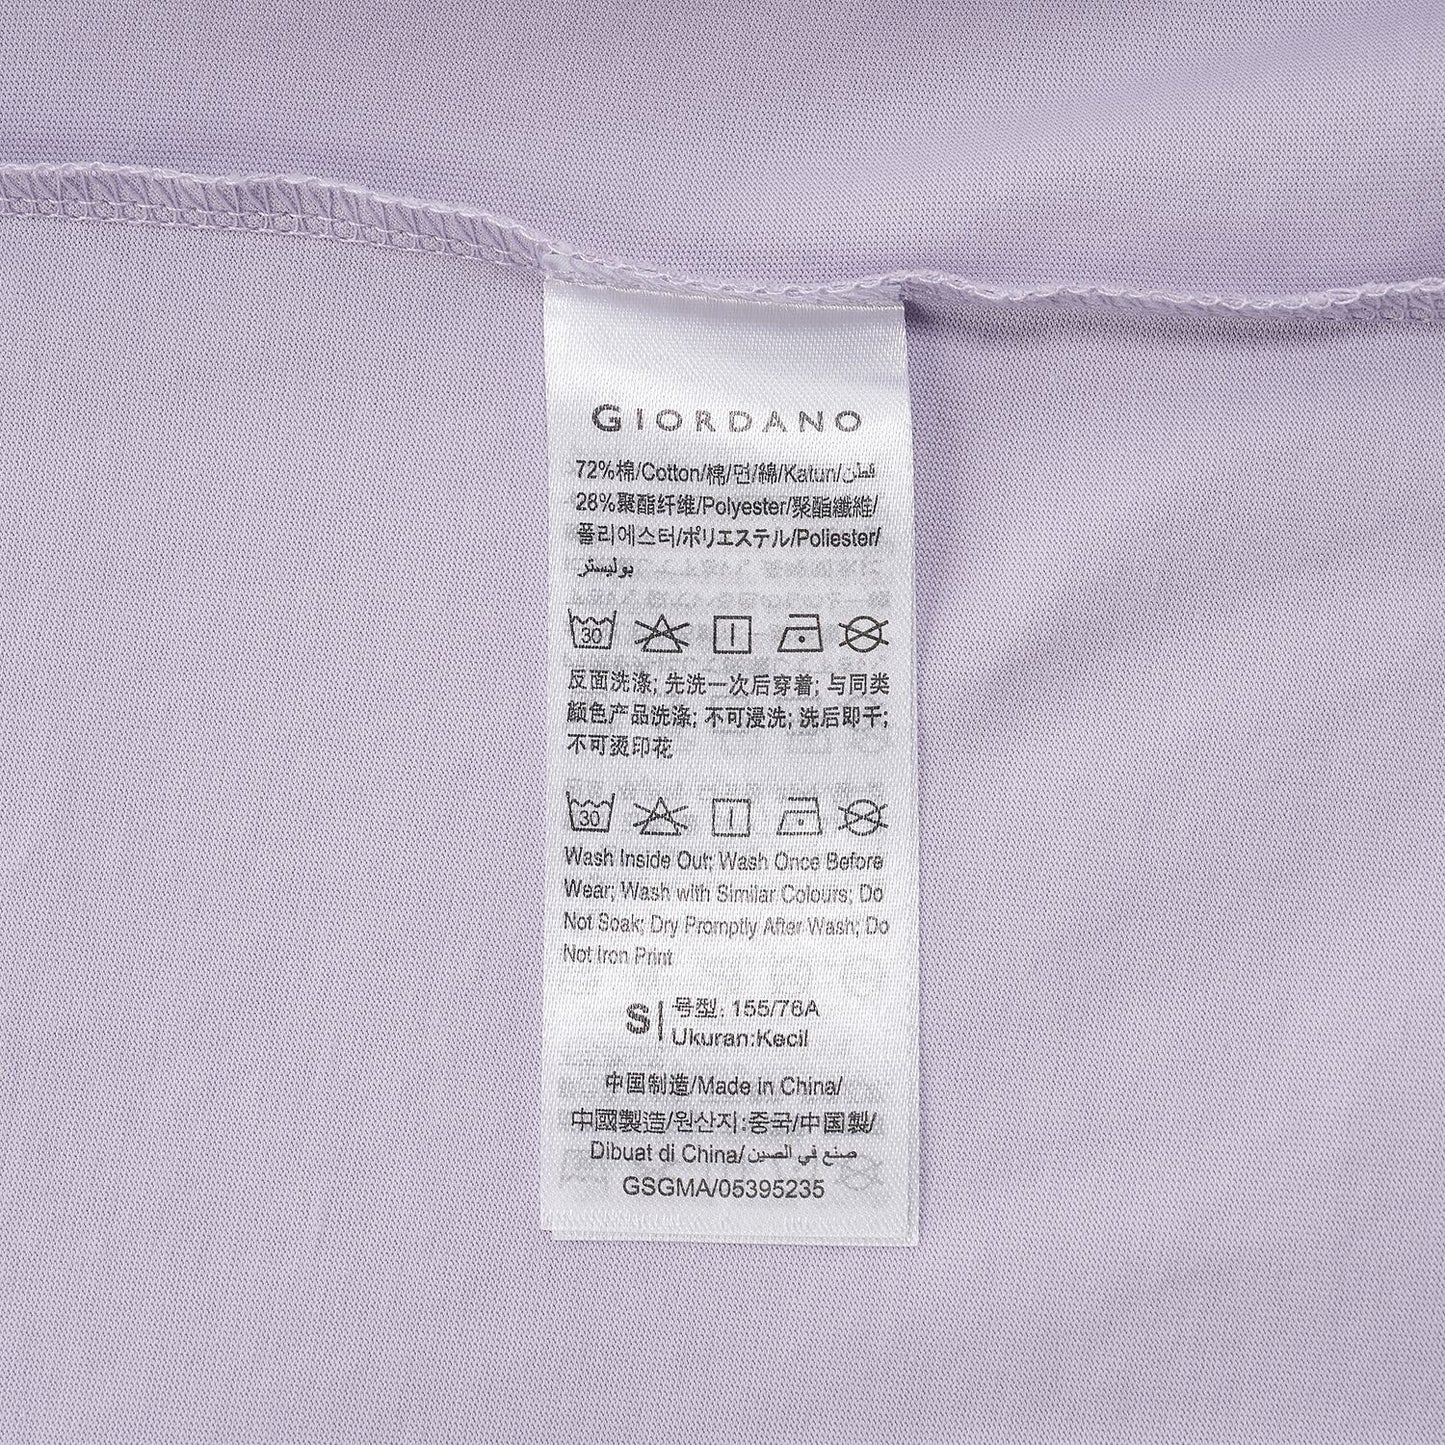 GIORDANO
72%棉/Cotton/棉/면/綿/Katun/قطن
28%聚酯纤维/Polyester/聚酯纖維/
폴리에스터/ポリエステル/Poliester/
بوليستر
30
反面洗涤; 先洗一次后穿着; 与同类
颜色产品洗涤; 不可浸洗; 洗后即干;
不可烫印花
30
Wash Inside Out; Wash Once Before
Wear; Wash with Similar Colours; Do
Not Soak; Dry Promptly After Wash; Do
Not Iron Print
S 号型: 155/76A
Ukuran:Kecil
中国制造/Made in China/
中國製造/원산지:중국/中国製/
Dibuat di China/صنع في الصين
GSGMA/05395235